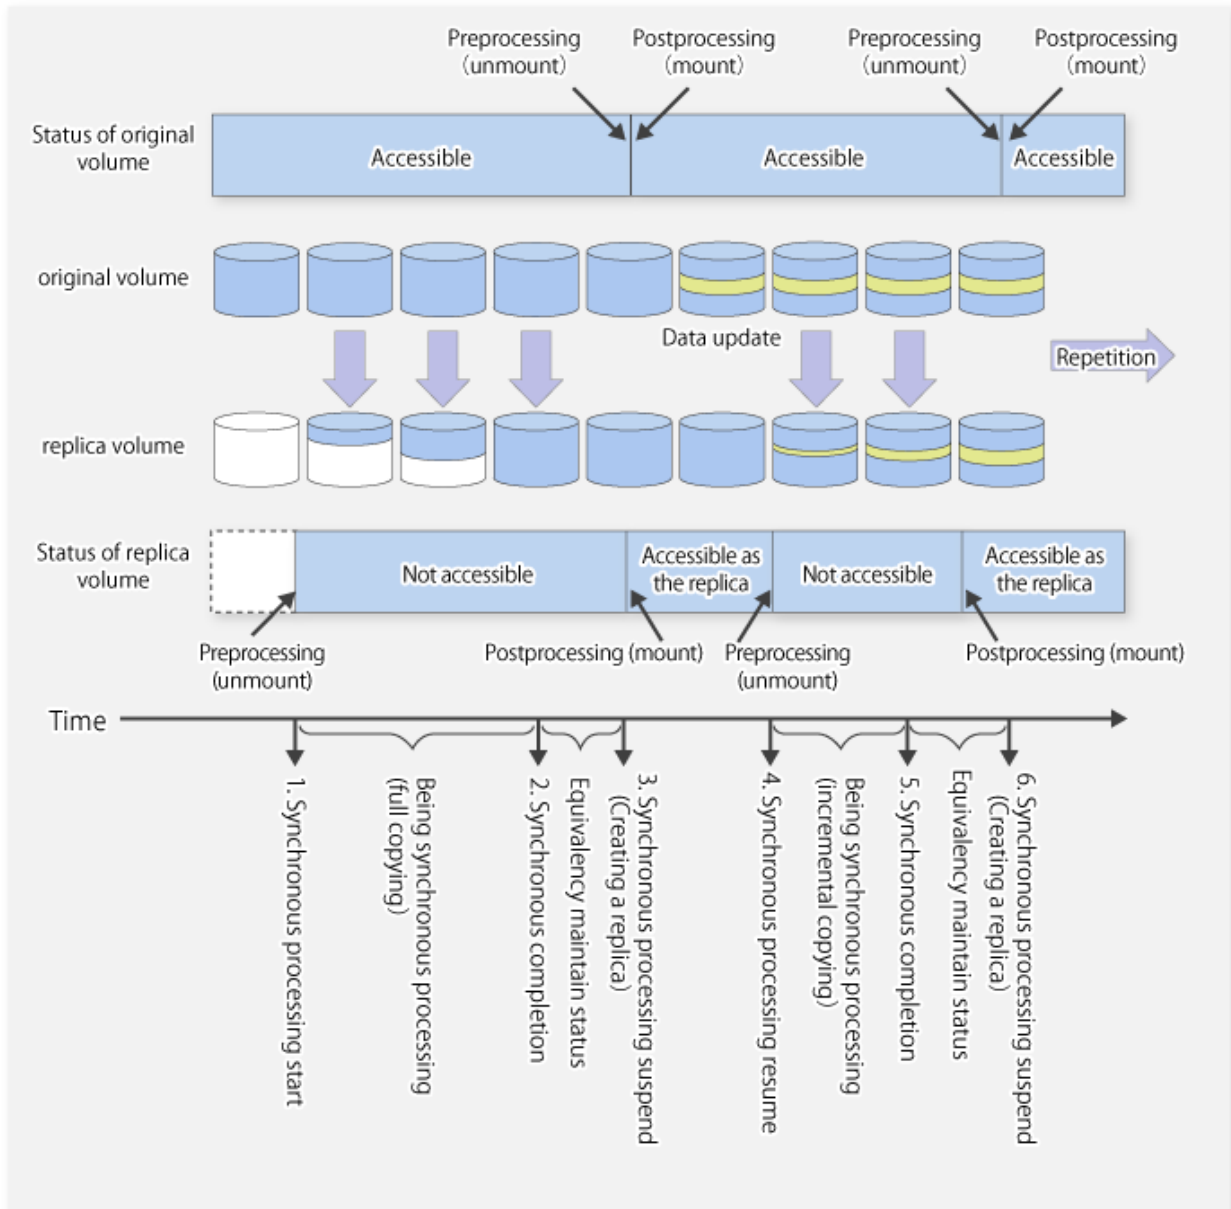 Preprocessing
(unmount)
Postprocessing
(mount)
Preprocessing
(unmount)
Postprocessing
(mount)
Status of original
volume
Accessible
Accessible
Accessible
original volume
Data update
Repetition
replica volume
Status of replica
volume
Not accessible
Accessible as
the replica
Not accessible
Accessible as
the replica
Preprocessing
(unmount)
Postprocessing (mount)
Preprocessing
(unmount)
Postprocessing (mount)
Time
1. Synchronous processing start
Being synchronous processing
(full copying)
2. Synchronous completion
Equivalency maintain status
3. Synchronous processing suspend
(Creating a replica)
4. Synchronous processing resume
Being synchronous processing
(incremental copying)
5. Synchronous completion
Equivalency maintain status
6. Synchronous processing suspend
(Creating a replica)